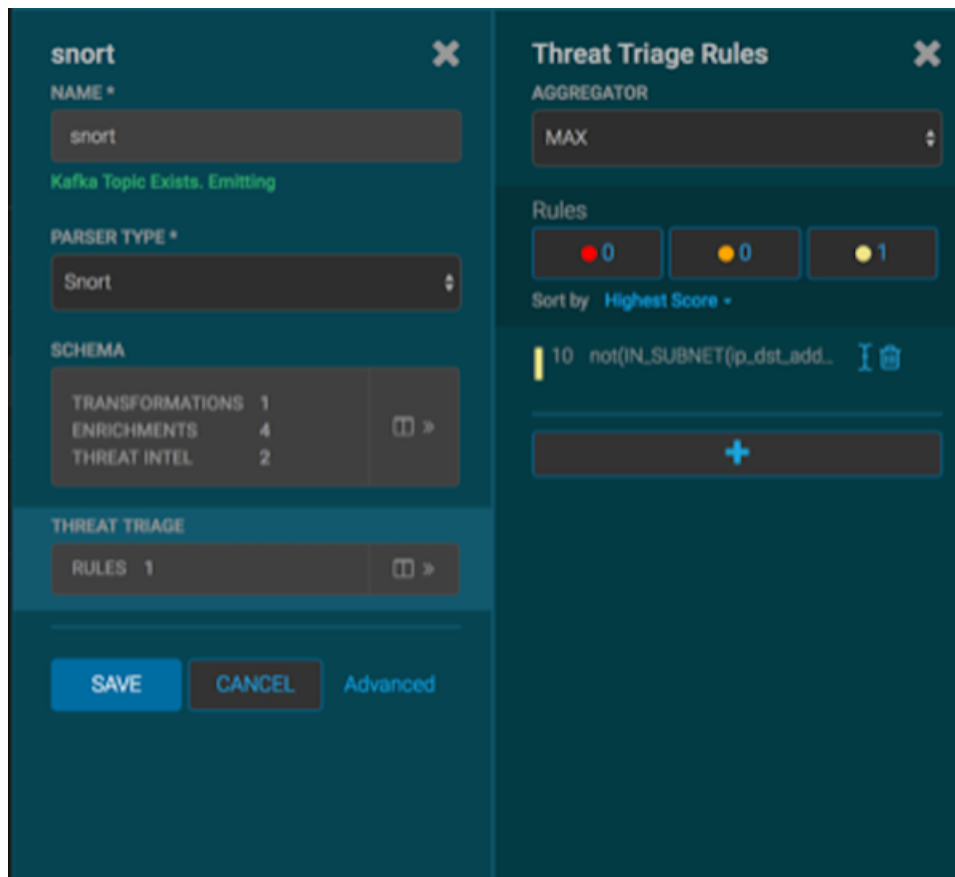 snort
NAME *
snort
Kafka Topic Exists. Emitting
PARSER TYPE *
Snort
SCHEMA
TRANSFORMATIONS 1
ENRICHMENTS 4
THREAT INTEL 2
THREAT TRIAGE
RULES 1
SAVE CANCEL Advanced
Threat Triage Rules
AGGREGATOR
MAX
Rules
0 0 1
Sort by Highest Score
10 not(IN_SUBNET(ip_dst_add...